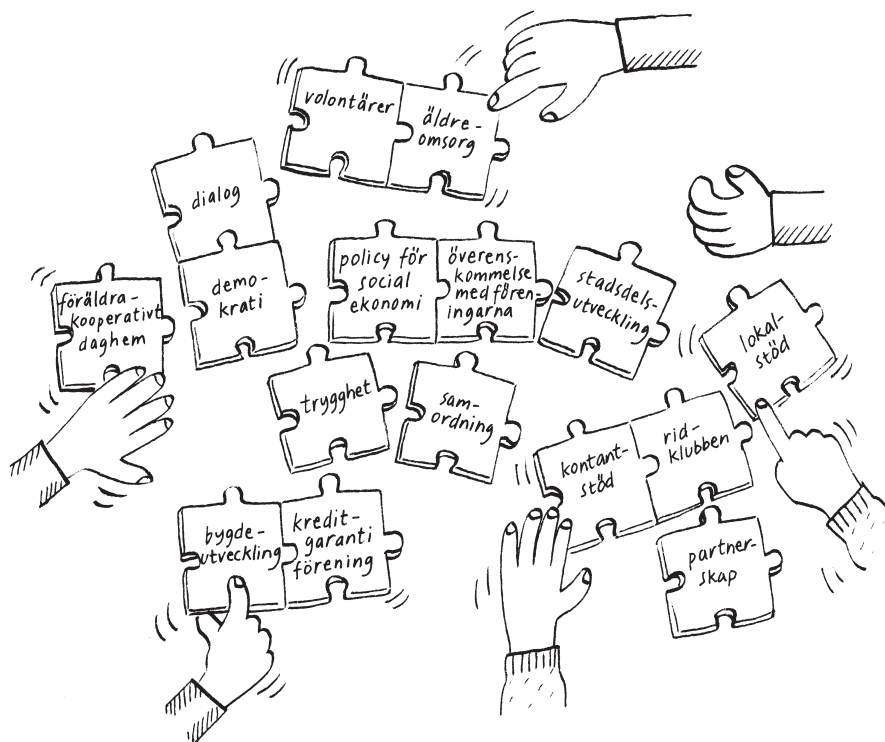 volontärer
äldre-
omsorg
dialog
demo-
krati
policy för
social
ekonomi
överens-
kommelse
med fören-
ingarna
stadsdels-
utveckling
föräldra-
kooperativt
daghem
lokal-
stöd
trygghet
sam-
ordning
kontant-
stöd
rid-
klubben
bygde-
utveckling
kredit-
garanti
förening
partner-
skap